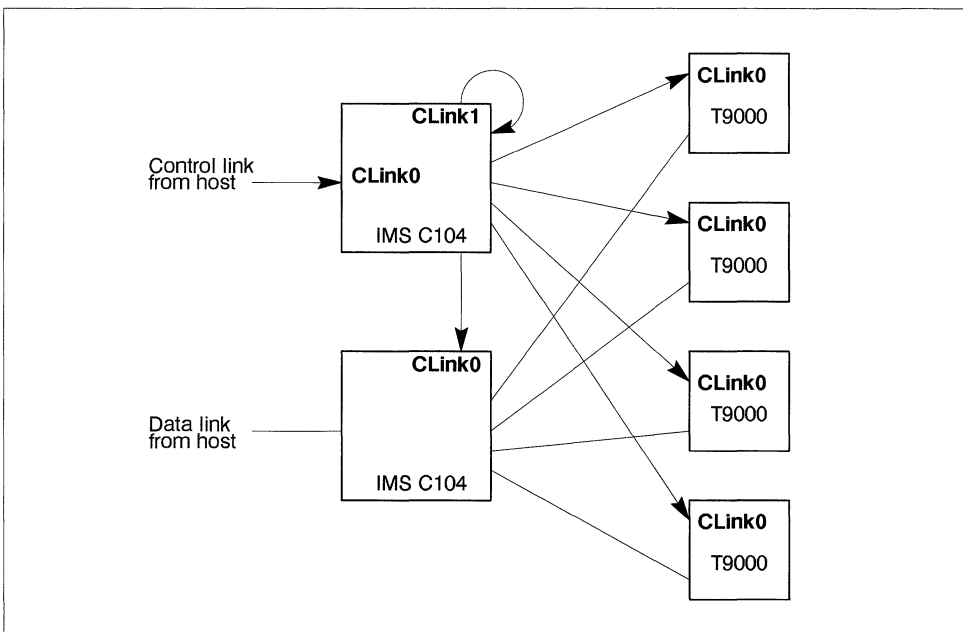 CLink1
Control link
from host
CLink0
IMS C104
CLink0
Data link
from host
IMS C104
CLink0
T9000
CLink0
T9000
CLink0
T9000
CLink0
T9000